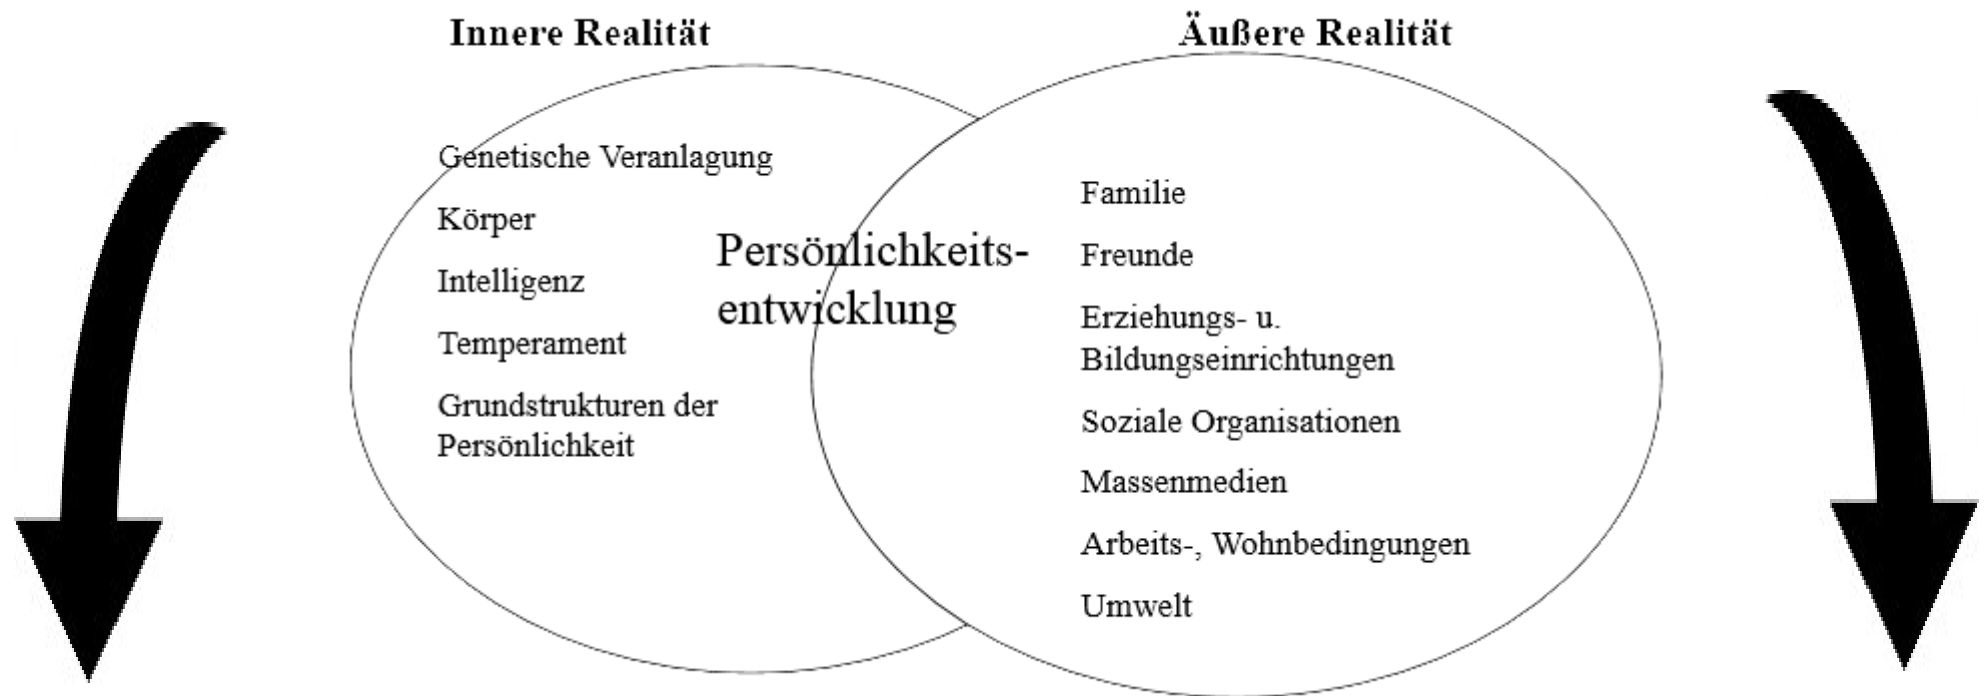 Innere Realität
Äußere Realität
Genetische Veranlagung
Körper
Intelligenz
Temperament
Grundstrukturen der
Persönlichkeit
Persönlichkeits-
entwicklung
Familie
Freunde
Erziehungs- u.
Bildungseinrichtungen
Soziale Organisationen
Massenmedien
Arbeits-, Wohnbedingungen
Umwelt